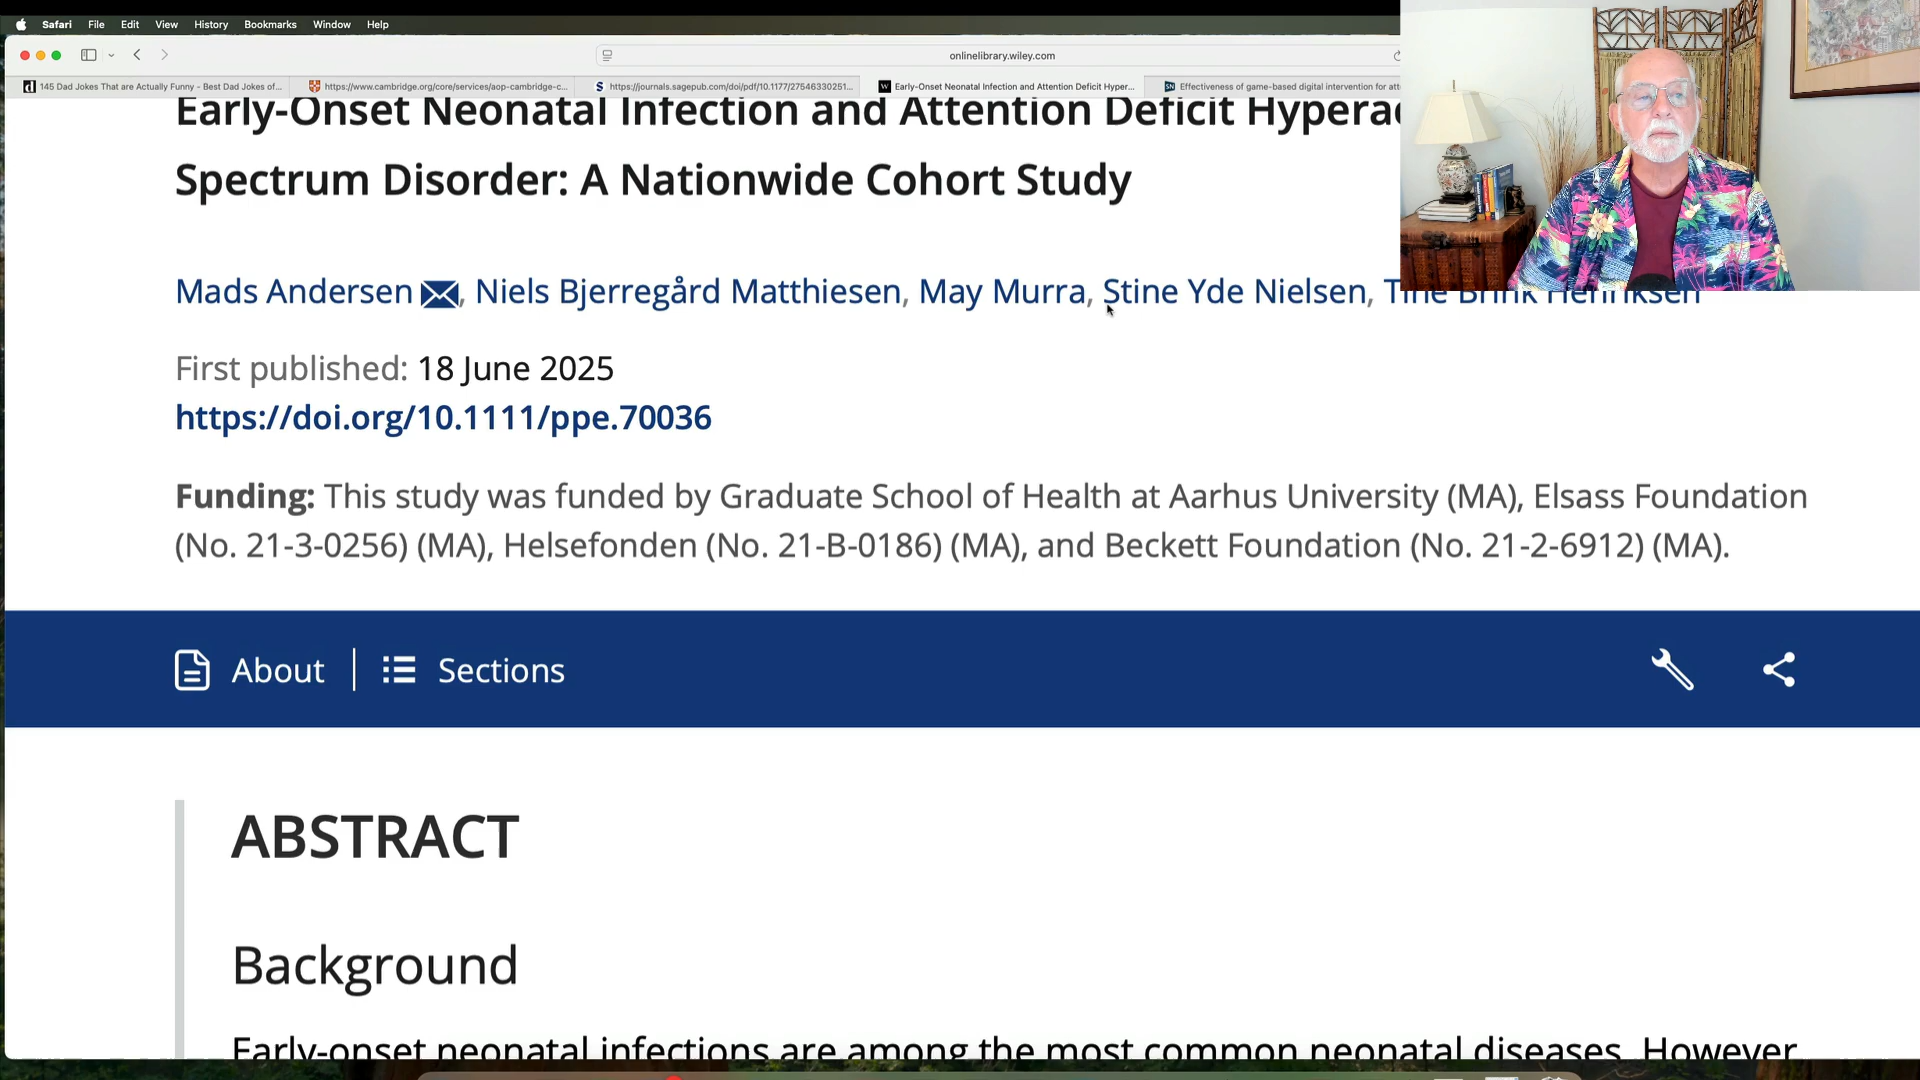 Safari File Edit View History Bookmarks Window Help
onlinelibrary.wiley.com
145 Dad Jokes That are Actually Funny - Best Dad Jokes of...
https://www.cambridge.org/core/services/aop-cambridge-c...
https://journals.sagepub.com/doi/pdf/10.1177/27546330251...
Early-Onset Neonatal Infection and Attention Deficit Hyper...
Effectiveness of game-based digital intervention for att
Early-Onset Neonatal Infection and Attention Deficit Hyperac
Spectrum Disorder: A Nationwide Cohort Study
Mads Andersen, Niels Bjerregård Matthiesen, May Murra, Stine Yde Nielsen, Tine Brink Henriksen
First published: 18 June 2025
https://doi.org/10.1111/ppe.70036
Funding: This study was funded by Graduate School of Health at Aarhus University (MA), Elsass Foundation
(No. 21-3-0256) (MA), Helsefonden (No. 21-B-0186) (MA), and Beckett Foundation (No. 21-2-6912) (MA).
About | Sections
ABSTRACT
Background
Early-onset neonatal infections are among the most common neonatal diseases. However,